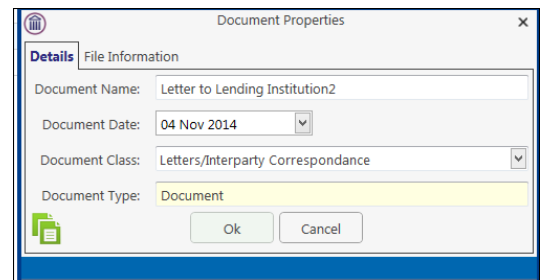 Document Properties
Details File Information
Document Name: Letter to Lending Institution2
Document Date: 04 Nov 2014
Document Class: Letters/Interparty Correspondance
Document Type: Document
Ok Cancel